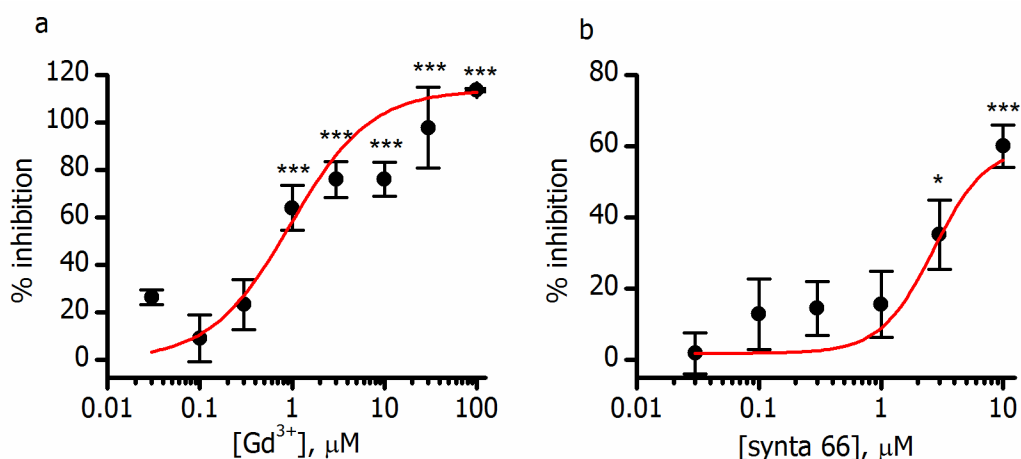 a
120
100
80
60
40
20
0
% inhibition
***
***
***
***
***
0.01 0.1 1 10 100
[Gd³⁺], μM
b
80
60
40
20
0
% inhibition
*
***
0.01 0.1 1 10
[synta 66], μM